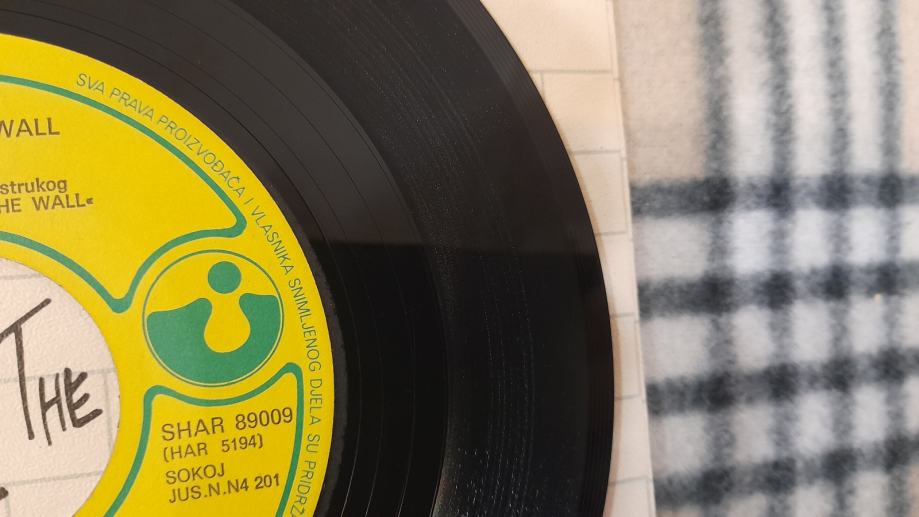 SVA PRAVA PROIZVOĐAČA I VLASNIKA SNIMLJENOG DJELA SU PRIDRŽ
WALL
strukog
HE WALL«
THE
SHAR 89009
(HAR 5194)
SOKOJ
JUS.N.N4 201